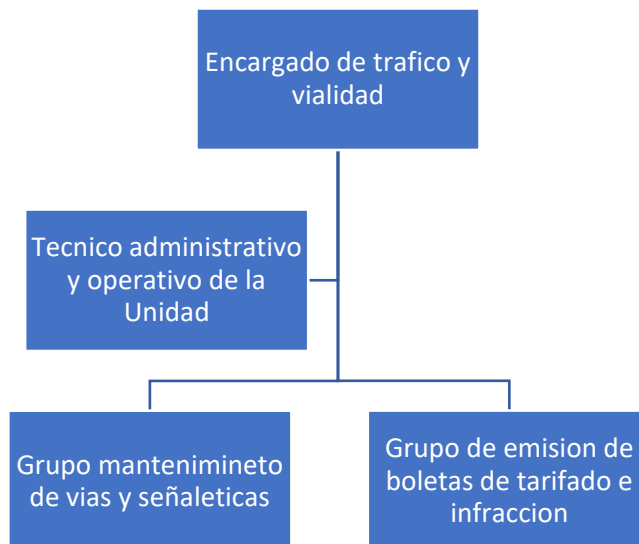 Encargado de trafico y
vialidad
Tecnico administrativo
y operativo de la
Unidad
Grupo mantenimineto
de vias y señaleticas
Grupo de emision de
boletas de tarifado e
infraccion